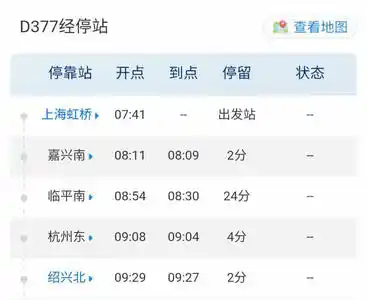 D377经停站 查看地图
停靠站 开点 到点 停留 状态
上海虹桥 07:41 -- 出发站 --
嘉兴南 08:11 08:09 2分 --
临平南 08:54 08:30 24分 --
杭州东 09:08 09:04 4分 --
绍兴北 09:29 09:27 2分 --